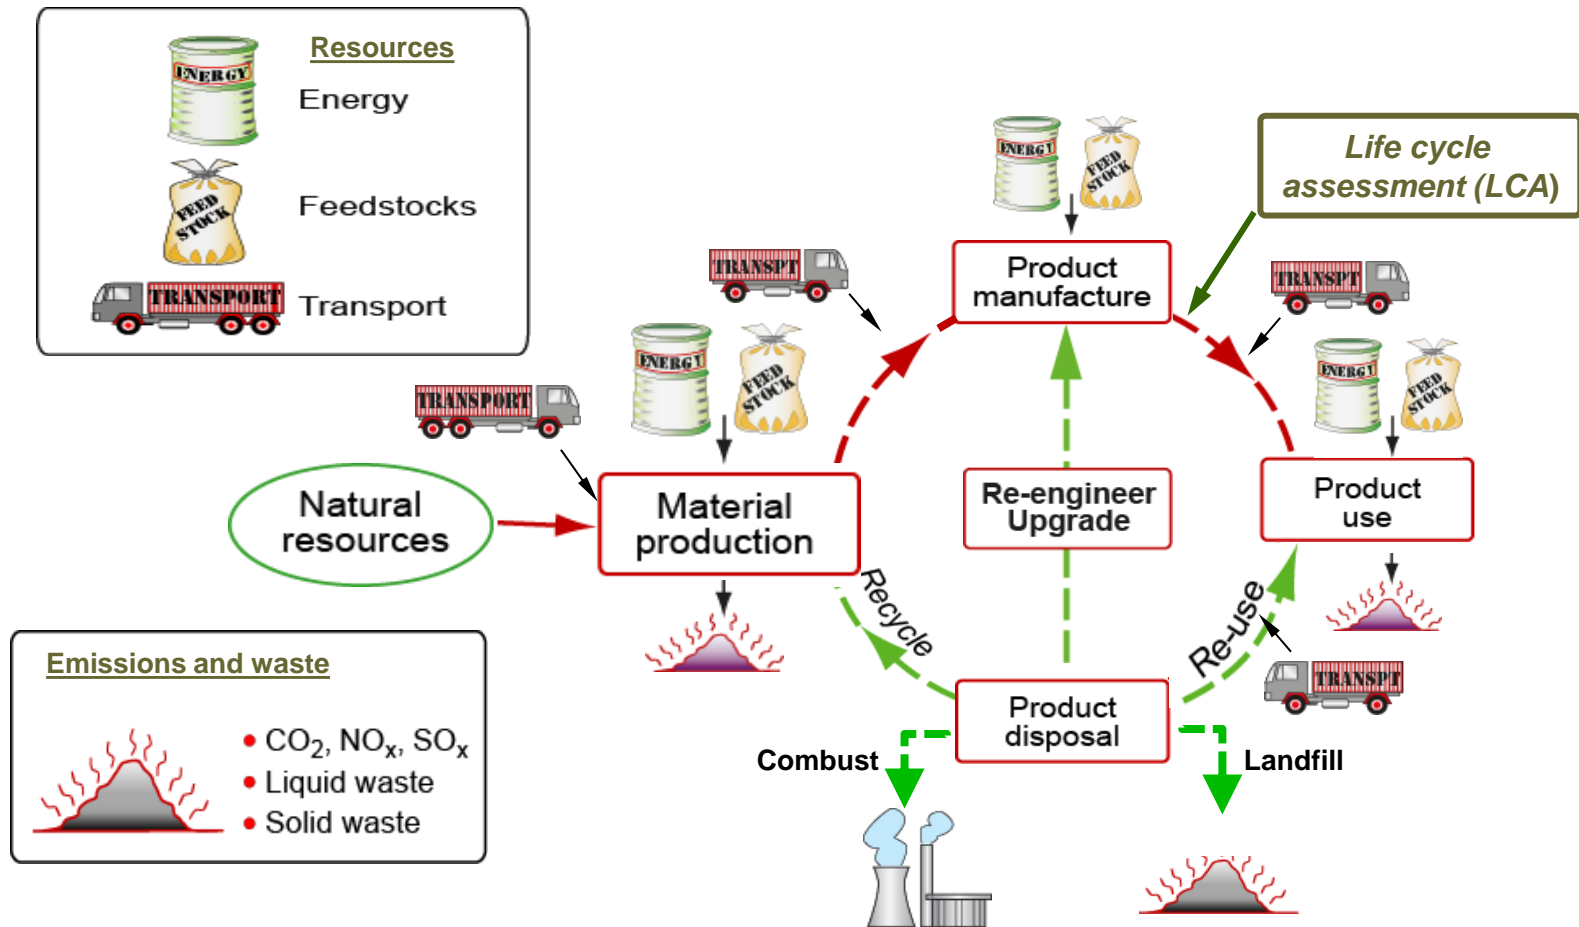 Resources
ENERGY
Energy
FEED
STOCK
Feedstocks
TRANSPORT
Transport
Life cycle
assessment (LCA)
ENERGY
FEED
STOCK
TRANSPT
Product
manufacture
TRANSPT
ENERGY
FEED
STOCK
ENERGY
FEED
STOCK
TRANSPORT
Natural
resources
Material
production
Re-engineer
Upgrade
Product
use
Recycle
Re-use
TRANSPT
Product
disposal
Combust
Landfill
Emissions and waste
• CO₂, NOₓ, SOₓ
• Liquid waste
• Solid waste